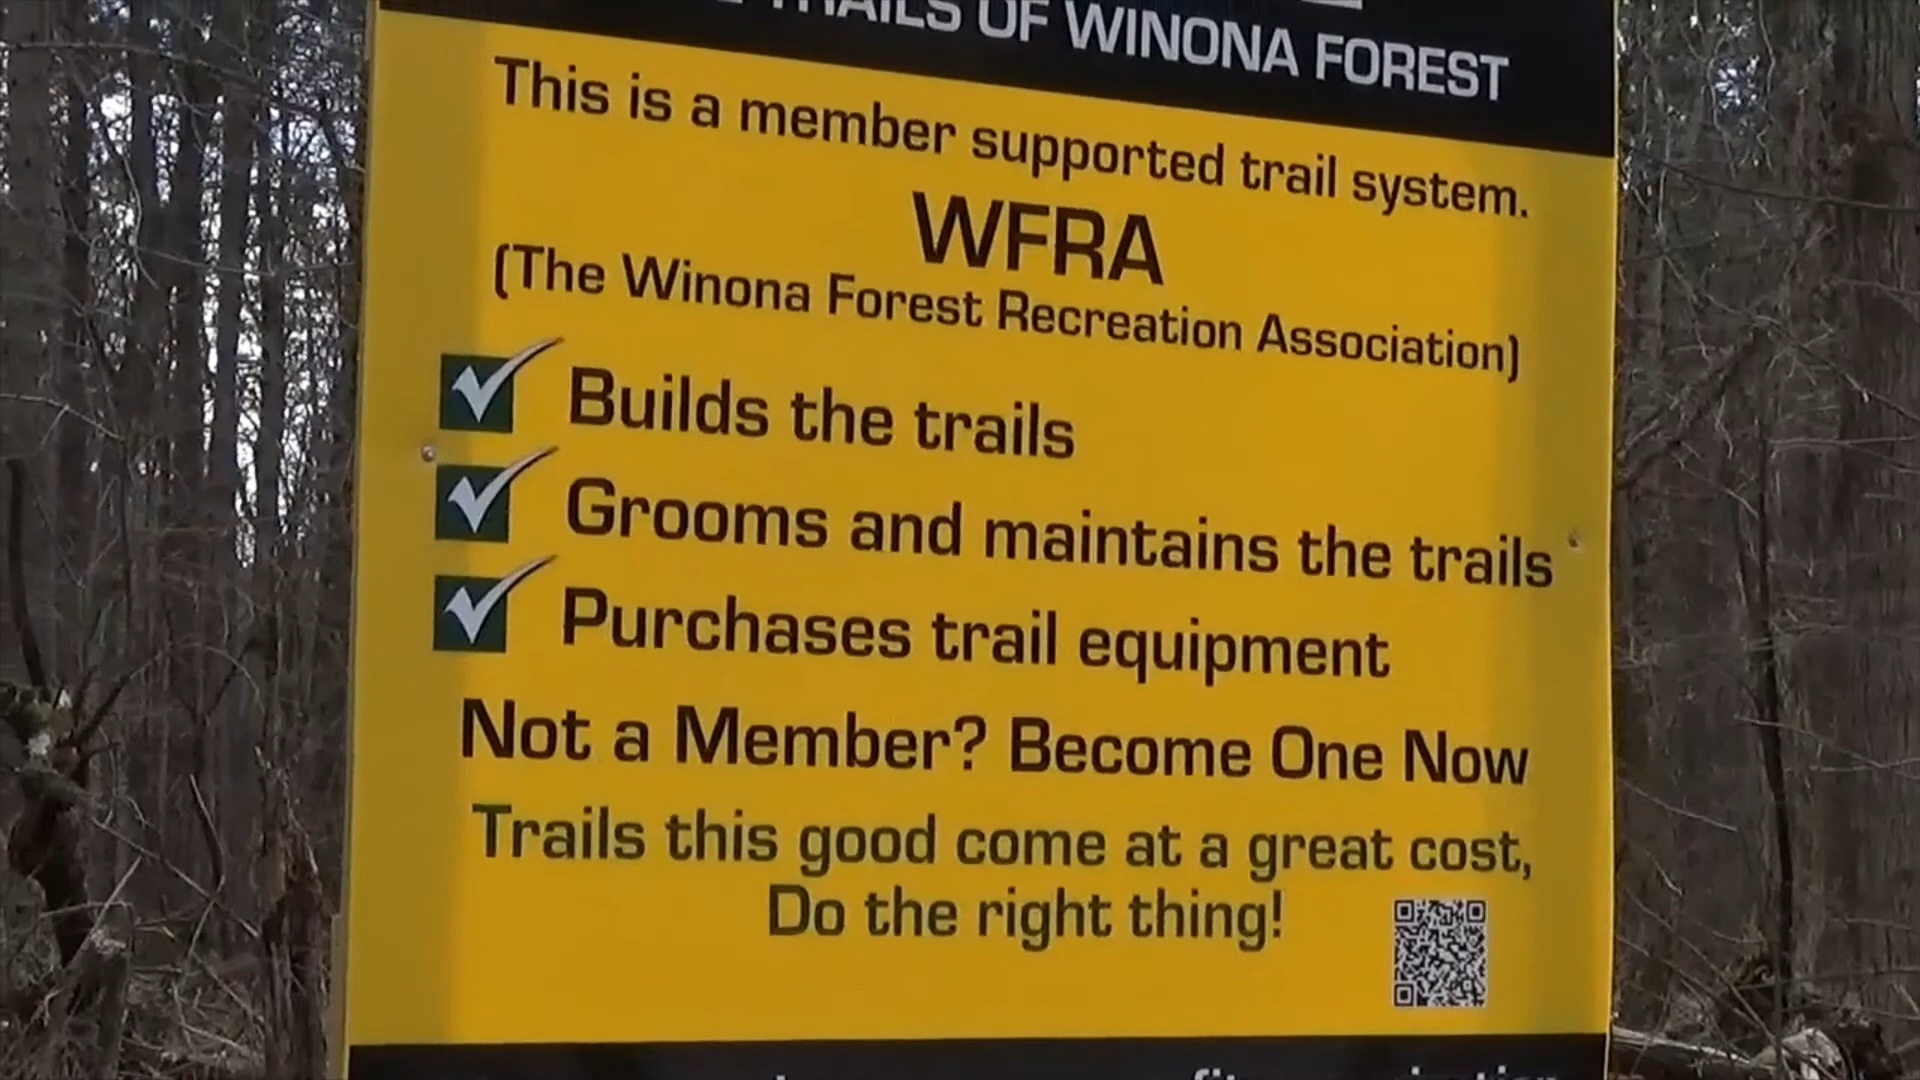 TRAILS OF WINONA FOREST
This is a member supported trail system.
WFRA
(The Winona Forest Recreation Association)
Builds the trails
Grooms and maintains the trails
Purchases trail equipment
Not a Member? Become One Now
Trails this good come at a great cost,
Do the right thing!